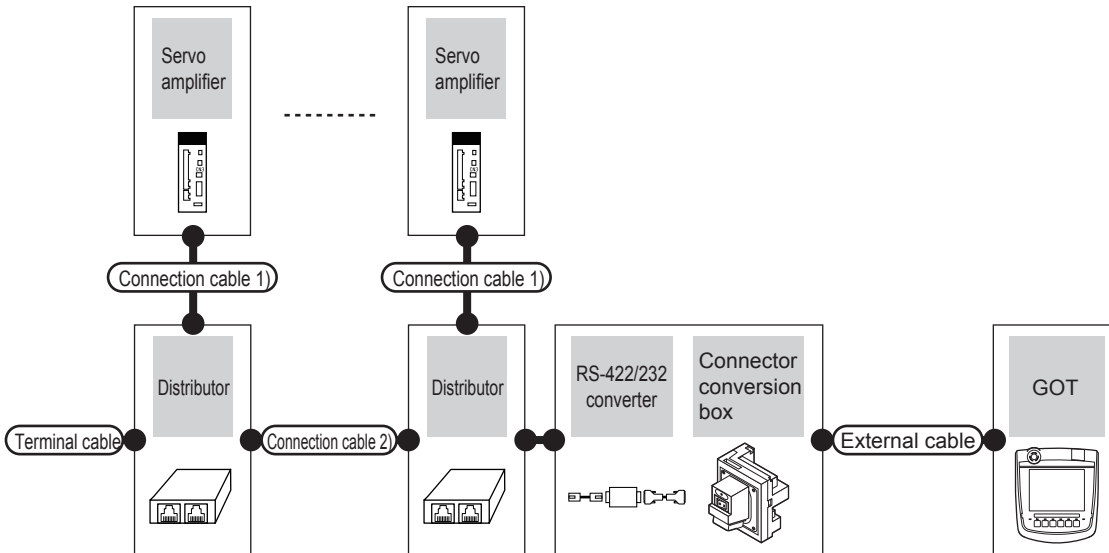 Servo
amplifier
Servo
amplifier
Connection cable 1)
Connection cable 1)
Distributor
Distributor
RS-422/232
converter
Connector
conversion
box
GOT
Terminal cable
Connection cable 2)
External cable